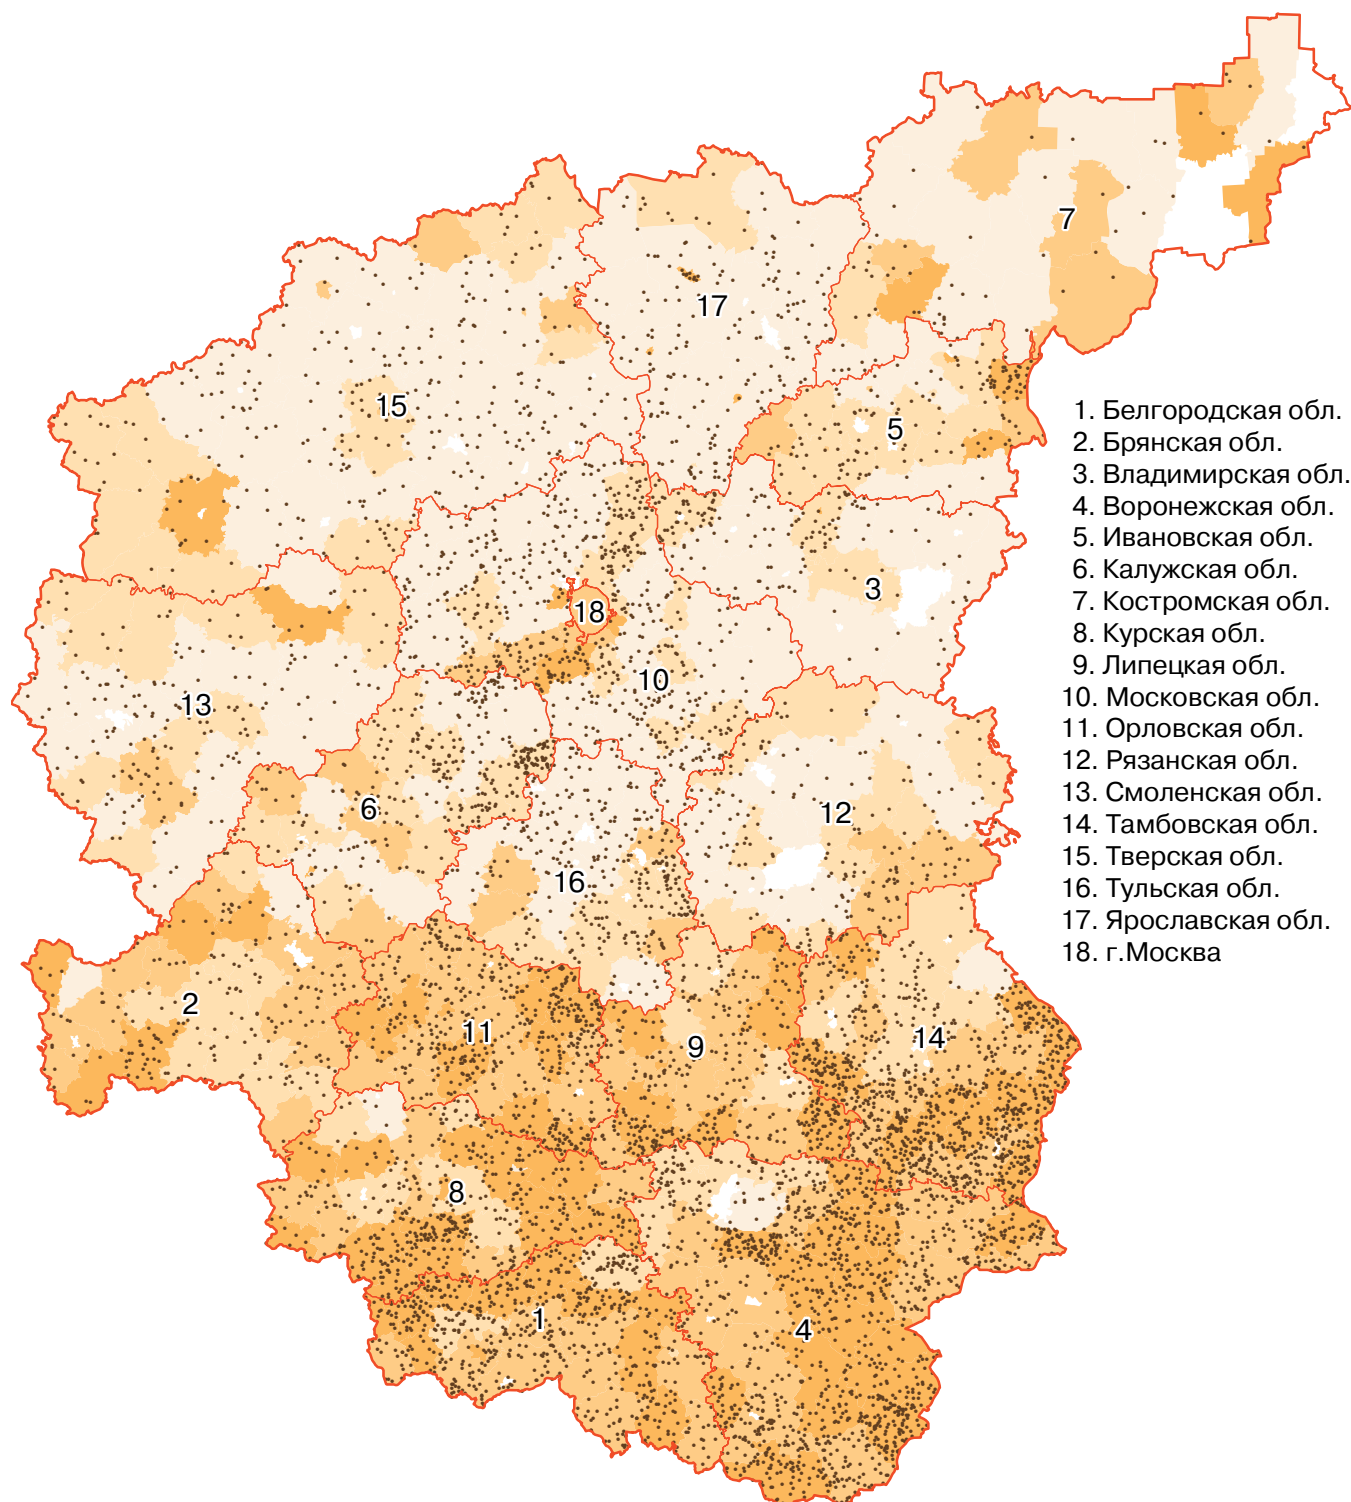 7
17
15
5
3
18
10
13
6
12
16
2
11
9
14
8
1
4
1. Белгородская обл.
2. Брянская обл.
3. Владимирская обл.
4. Воронежская обл.
5. Ивановская обл.
6. Калужская обл.
7. Костромская обл.
8. Курская обл.
9. Липецкая обл.
10. Московская обл.
11. Орловская обл.
12. Рязанская обл.
13. Смоленская обл.
14. Тамбовская обл.
15. Тверская обл.
16. Тульская обл.
17. Ярославская обл.
18. г.Москва